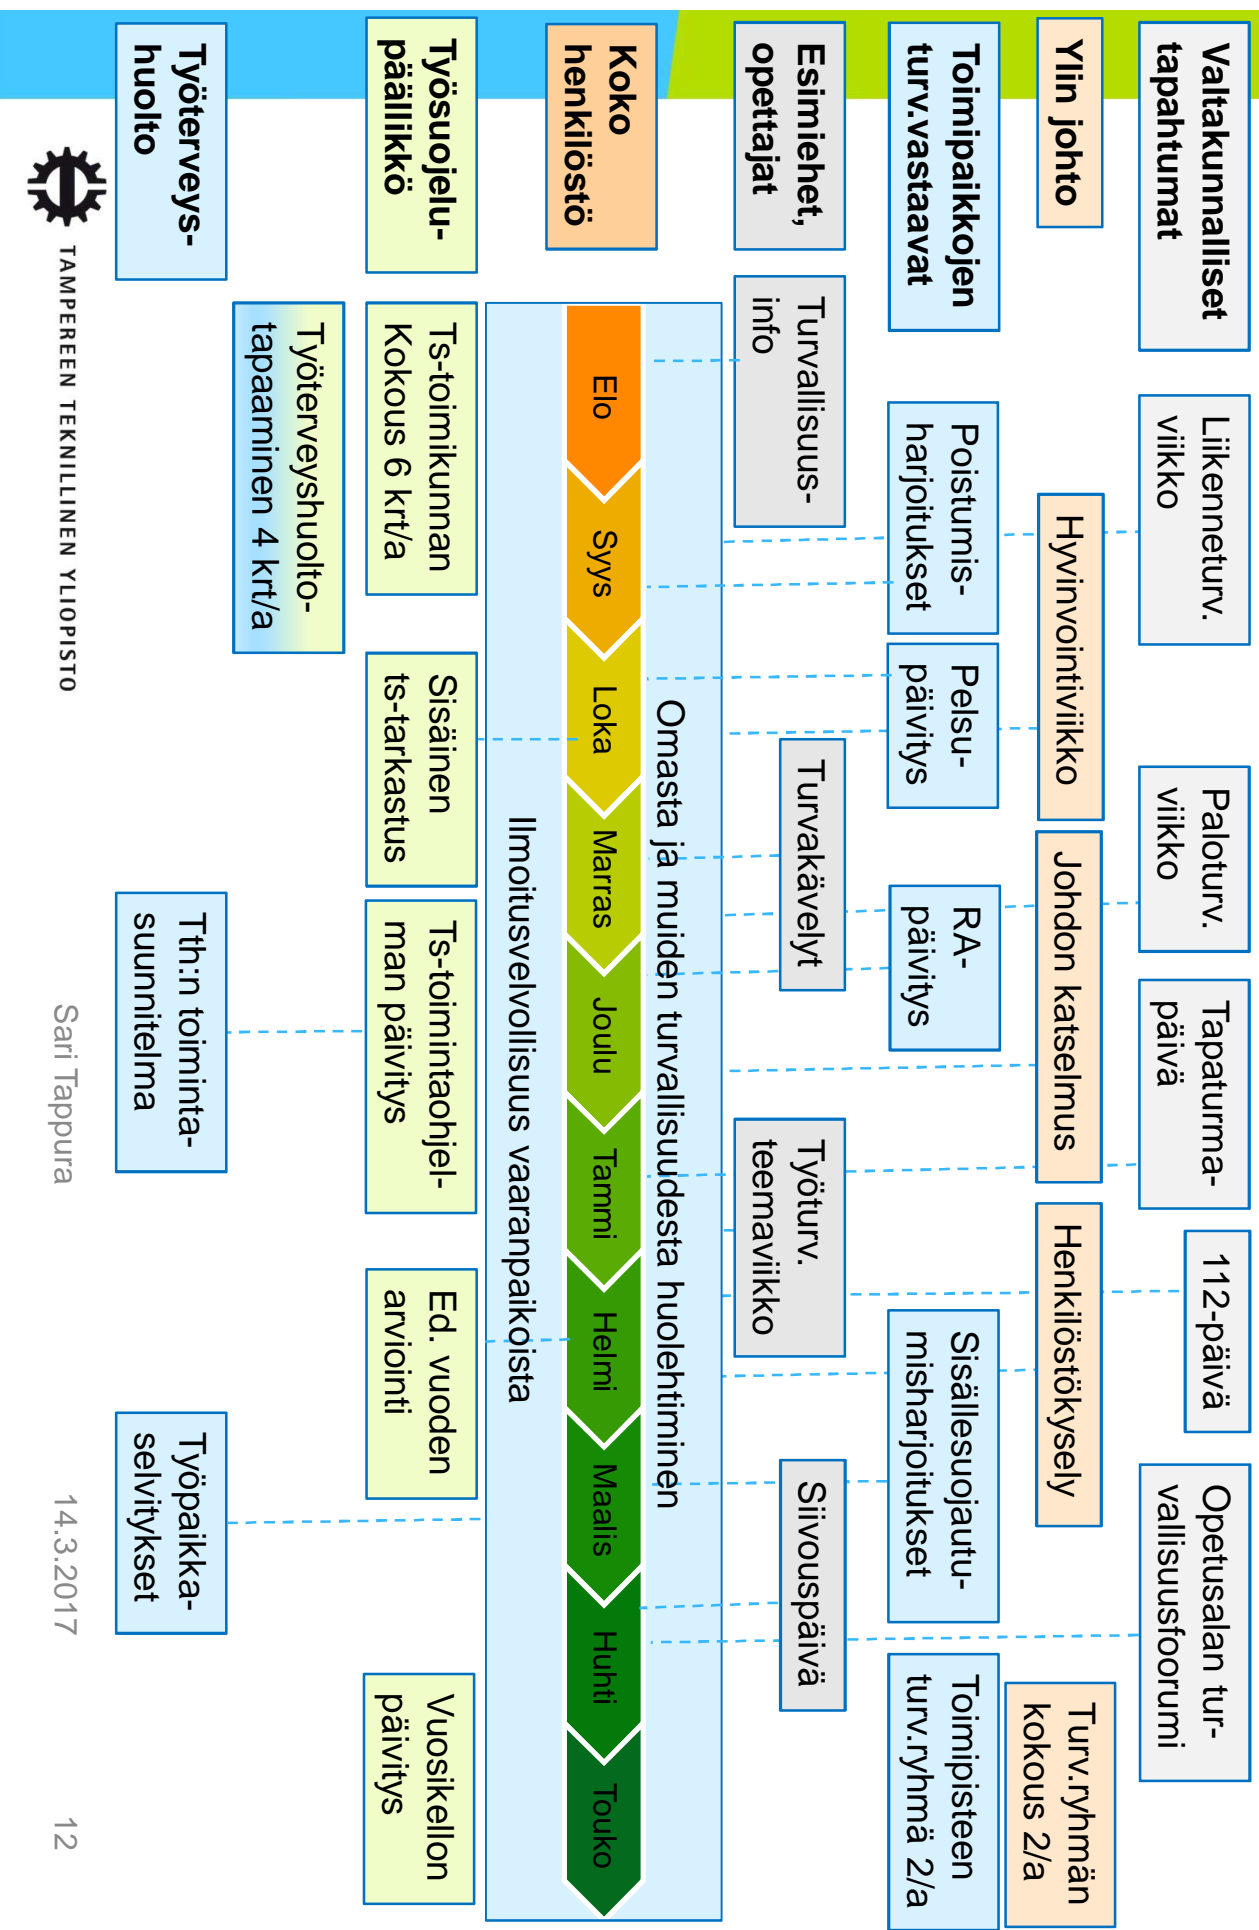 Valtakunnalliset
tapahtumat
Liikenneturv.
viikko
Paloturv.
viikko
Tapaturma-
päivä
112-päivä
Opetusalan tur-
vallisuusfoorumi
Ylin johto
Hyvinvointiviikko
Johdon katselmus
Henkilöstökysely
Turv.ryhmän
kokous 2/a
Toimipaikkojen
turv.vastaavat
Poistumis-
harjoitukset
Pelsu-
päivitys
RA-
päivitys
Sisällesuojautu-
misharjoitukset
Toimipisteen
turv.ryhmä 2/a
Esimiehet,
opettajat
Turvallisuus-
info
Turvakävelyt
Työturv.
teemaviikko
Siivouspäivä
Koko
henkilöstö
Omasta ja muiden turvallisuudesta huolehtiminen
Elo
Syys
Loka
Marras
Joulu
Tammi
Helmi
Maalis
Huhti
Touko
Ilmoitusvelvollisuus vaaranpaikoista
Työsuojelu-
päällikkö
Ts-toimikunnan
Kokous 6 krt/a
Sisäinen
ts-tarkastus
Ts-toimintaohjel-
man päivitys
Ed. vuoden
arviointi
Vuosikellon
päivitys
Työterveyshuolto-
tapaaminen 4 krt/a
Työterveys-
huolto
Tth:n toiminta-
suunnitelma
Työpaikka-
selvitykset
TAMPEREEN TEKNILLINEN YLIOPISTO
Sari Tappura
14.3.2017
12